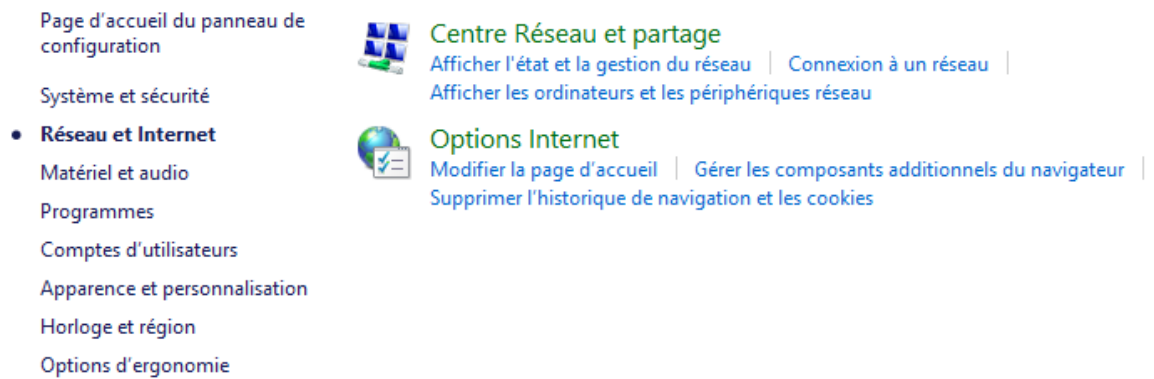 Page d'accueil du panneau de
configuration
Système et sécurité
Réseau et Internet
Matériel et audio
Programmes
Comptes d'utilisateurs
Apparence et personnalisation
Horloge et région
Options d'ergonomie
Centre Réseau et partage
Afficher l'état et la gestion du réseau
Connexion à un réseau
Afficher les ordinateurs et les périphériques réseau
Options Internet
Modifier la page d'accueil
Gérer les composants additionnels du navigateur
Supprimer l'historique de navigation et les cookies